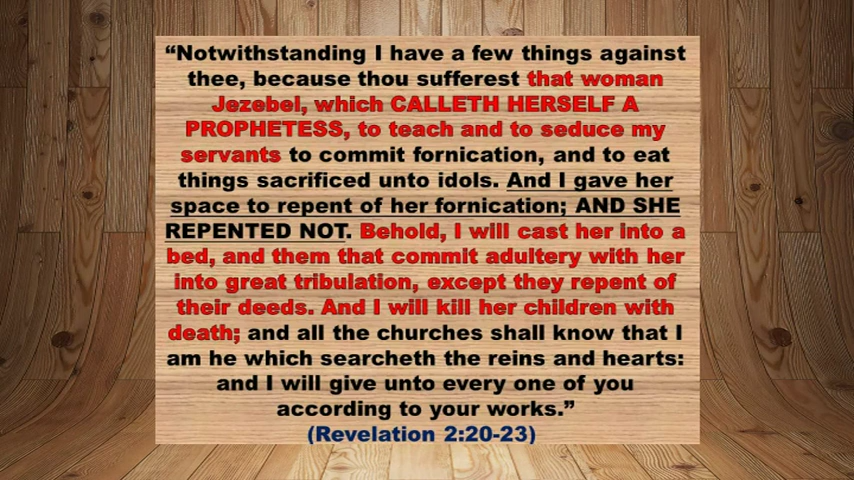 “Notwithstanding I have a few things against
thee, because thou sufferest that woman
Jezebel, which CALLETH HERSELF A
PROPHETESS, to teach and to seduce my
servants to commit fornication, and to eat
things sacrificed unto idols. And I gave her
space to repent of her fornication; AND SHE
REPENTED NOT. Behold, I will cast her into a
bed, and them that commit adultery with her
into great tribulation, except they repent of
their deeds. And I will kill her children with
death; and all the churches shall know that I
am he which searcheth the reins and hearts:
and I will give unto every one of you
according to your works.”
(Revelation 2:20-23)